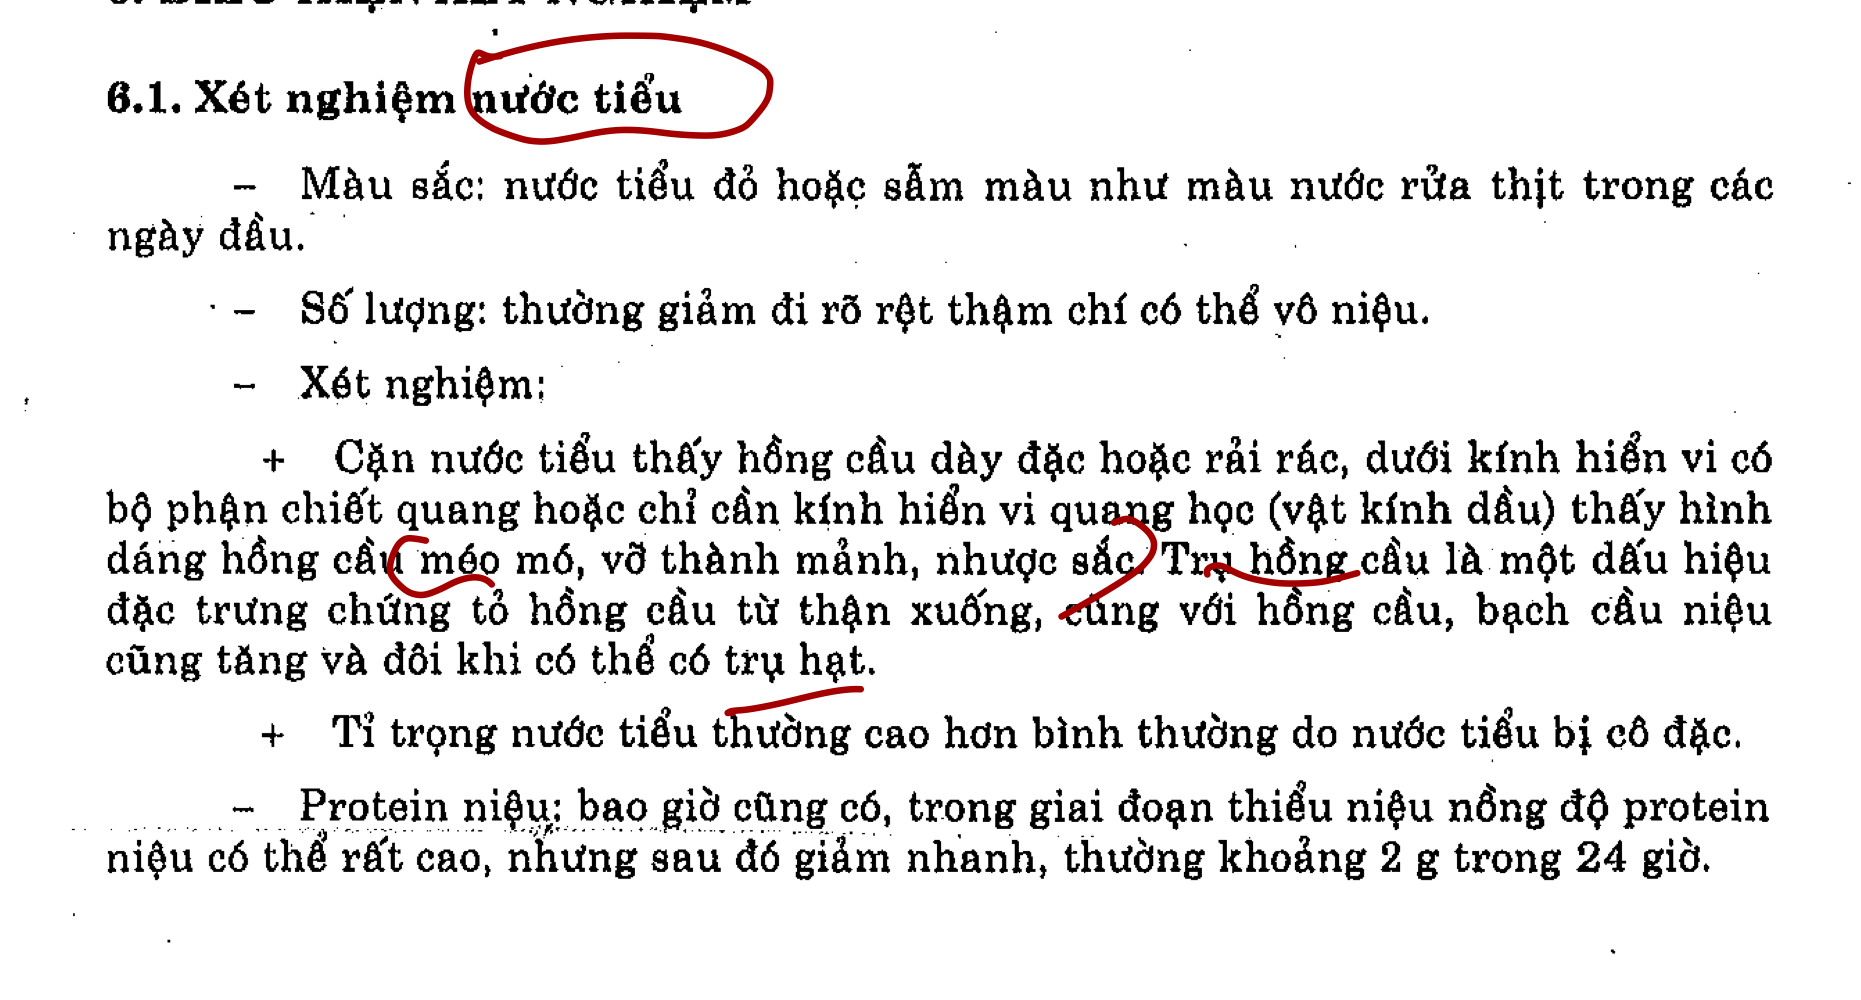 6.1. Xét nghiệm nước tiểu
– Màu sắc: nước tiểu đỏ hoặc sẫm màu như màu nước rửa thịt trong các
ngày đầu.
– Số lượng: thường giảm đi rõ rệt thậm chí có thể vô niệu.
– Xét nghiệm:
+ Cặn nước tiểu thấy hồng cầu dày đặc hoặc rải rác, dưới kính hiển vi có
bộ phận chiết quang hoặc chỉ cần kính hiển vi quang học (vật kính dầu) thấy hình
dáng hồng cầu méo mó, vỡ thành mảnh, nhược sắc. Trụ hồng cầu là một dấu hiệu
đặc trưng chứng tỏ hồng cầu từ thận xuống, cùng với hồng cầu, bạch cầu niệu
cũng tăng và đôi khi có thể có trụ hạt.
+ Tỉ trọng nước tiểu thường cao hơn bình thường do nước tiểu bị cô đặc.
– Protein niệu: bao giờ cũng có, trong giai đoạn thiểu niệu nồng độ protein
niệu có thể rất cao, nhưng sau đó giảm nhanh, thường khoảng 2 g trong 24 giờ.